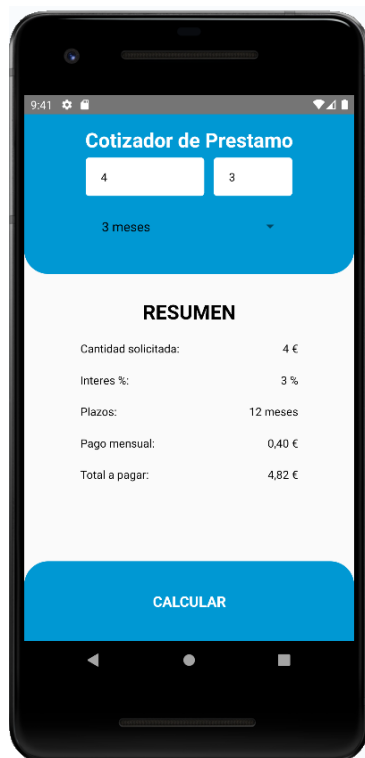 9:41
Cotizador de Prestamo
4 3
3 meses
RESUMEN
Cantidad solicitada: 4 €
Interes %: 3 %
Plazos: 12 meses
Pago mensual: 0,40 €
Total a pagar: 4,82 €
CALCULAR